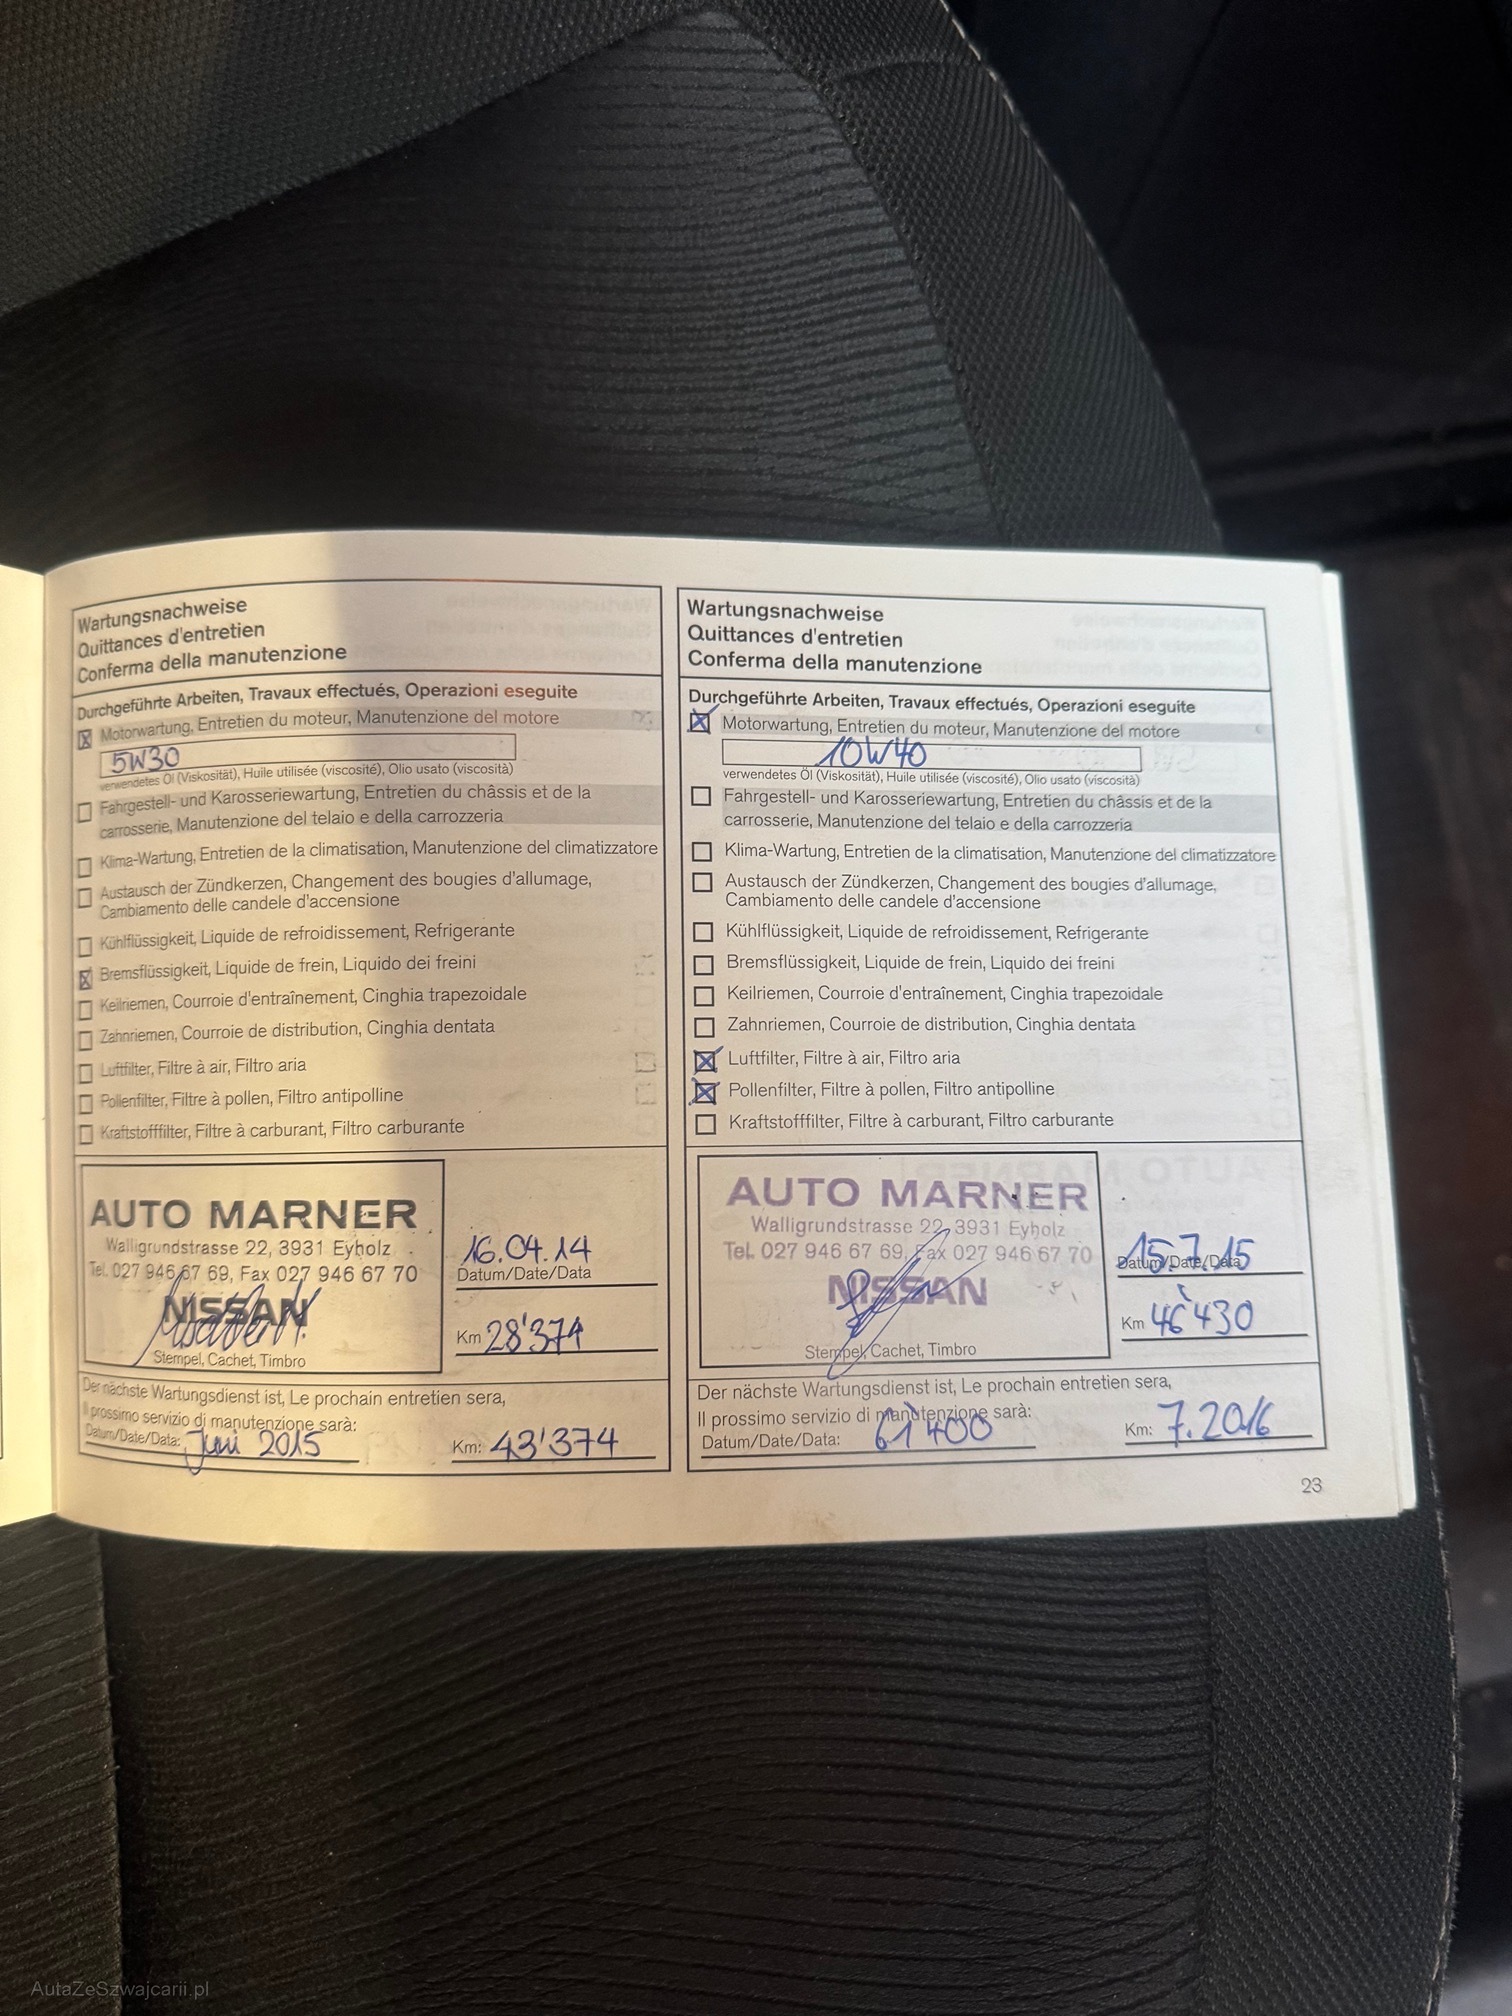 Wartungsnachweise
Quittances d'entretien
Conferma della manutenzione
Durchgeführte Arbeiten, Travaux effectués, Operazioni eseguite
Motorwartung, Entretien du moteur, Manutenzione del motore
5W30
verwendetes Öl (Viskosität), Huile utilisée (viscosité), Olio usato (viscosità)
Fahrgestell- und Karosseriewartung, Entretien du châssis et de la
carrosserie, Manutenzione del telaio e della carrozzeria
Klima-Wartung, Entretien de la climatisation, Manutenzione del climatizzatore
Austausch der Zündkerzen, Changement des bougies d'allumage,
Cambiamento delle candele d'accensione
Kühlflüssigkeit, Liquide de refroidissement, Refrigerante
Bremsflüssigkeit, Liquide de frein, Liquido dei freini
Keilriemen, Courroie d'entraînement, Cinghia trapezoidale
Zahnriemen, Courroie de distribution, Cinghia dentata
Luftfilter, Filtre à air, Filtro aria
Pollenfilter, Filtre à pollen, Filtro antipolline
Kraftstofffilter, Filtre à carburant, Filtro carburante
AUTO MARNER
Walligrundstrasse 22, 3931 Eyholz
Tel. 027 946 67 69, Fax 027 946 67 70
NISSAN
Stempel, Cachet, Timbro
16.04.14
Datum/Date/Data
Km 28'374
Der nächste Wartungsdienst ist, Le prochain entretien sera,
Il prossimo servizio di manutenzione sarà:
Datum/Date/Data: Juni 2015 Km: 43'374
Wartungsnachweise
Quittances d'entretien
Conferma della manutenzione
Durchgeführte Arbeiten, Travaux effectués, Operazioni eseguite
Motorwartung, Entretien du moteur, Manutenzione del motore
10W40
verwendetes Öl (Viskosität), Huile utilisée (viscosité), Olio usato (viscosità)
Fahrgestell- und Karosseriewartung, Entretien du châssis et de la
carrosserie, Manutenzione del telaio e della carrozzeria
Klima-Wartung, Entretien de la climatisation, Manutenzione del climatizzatore
Austausch der Zündkerzen, Changement des bougies d'allumage,
Cambiamento delle candele d'accensione
Kühlflüssigkeit, Liquide de refroidissement, Refrigerante
Bremsflüssigkeit, Liquide de frein, Liquido dei freini
Keilriemen, Courroie d'entraînement, Cinghia trapezoidale
Zahnriemen, Courroie de distribution, Cinghia dentata
Luftfilter, Filtre à air, Filtro aria
Pollenfilter, Filtre à pollen, Filtro antipolline
Kraftstofffilter, Filtre à carburant, Filtro carburante
AUTO MARNER
Walligrundstrasse 22, 3931 Eyholz
Tel. 027 946 67 69, Fax 027 946 67 70
NISSAN
Stempel, Cachet, Timbro
15.7.15
Datum/Date/Data
Km 46'430
Der nächste Wartungsdienst ist, Le prochain entretien sera,
Il prossimo servizio di manutenzione sarà:
Datum/Date/Data: 61'400 Km: 7.2016
23
AutaZeSzwajcarii.pl